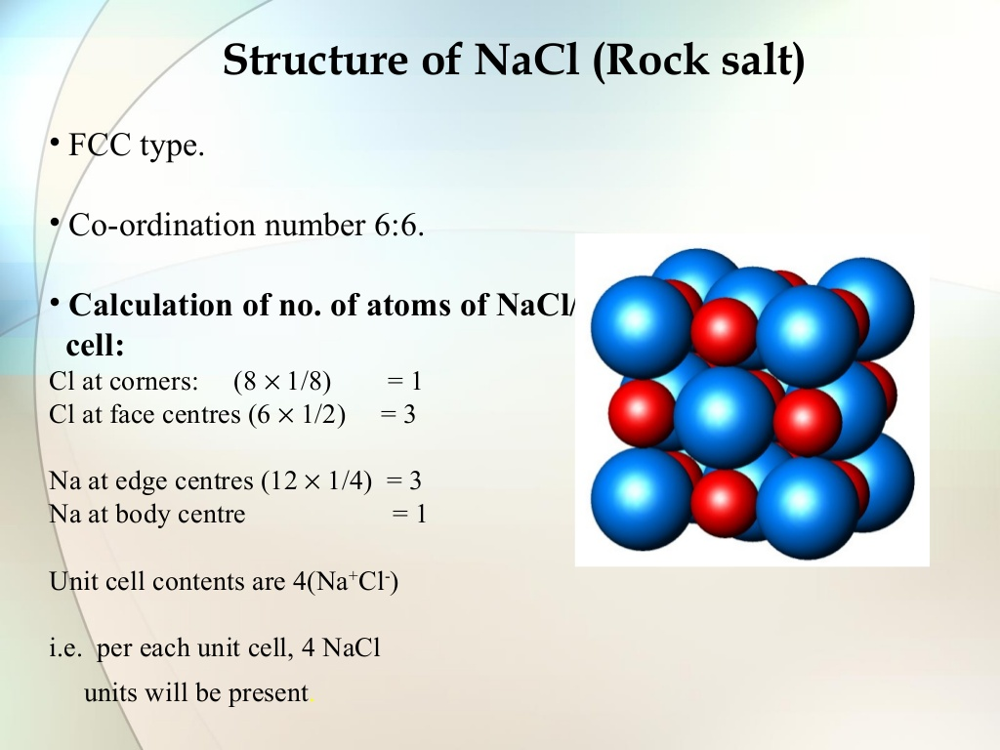 Structure of NaCl (Rock salt)
• FCC type.
• Co-ordination number 6:6.
• Calculation of no. of atoms of NaCl/
cell:
Cl at corners: (8 × 1/8) = 1
Cl at face centres (6 × 1/2) = 3
Na at edge centres (12 × 1/4) = 3
Na at body centre = 1
Unit cell contents are 4(Na⁺Cl⁻)
i.e. per each unit cell, 4 NaCl
units will be present.